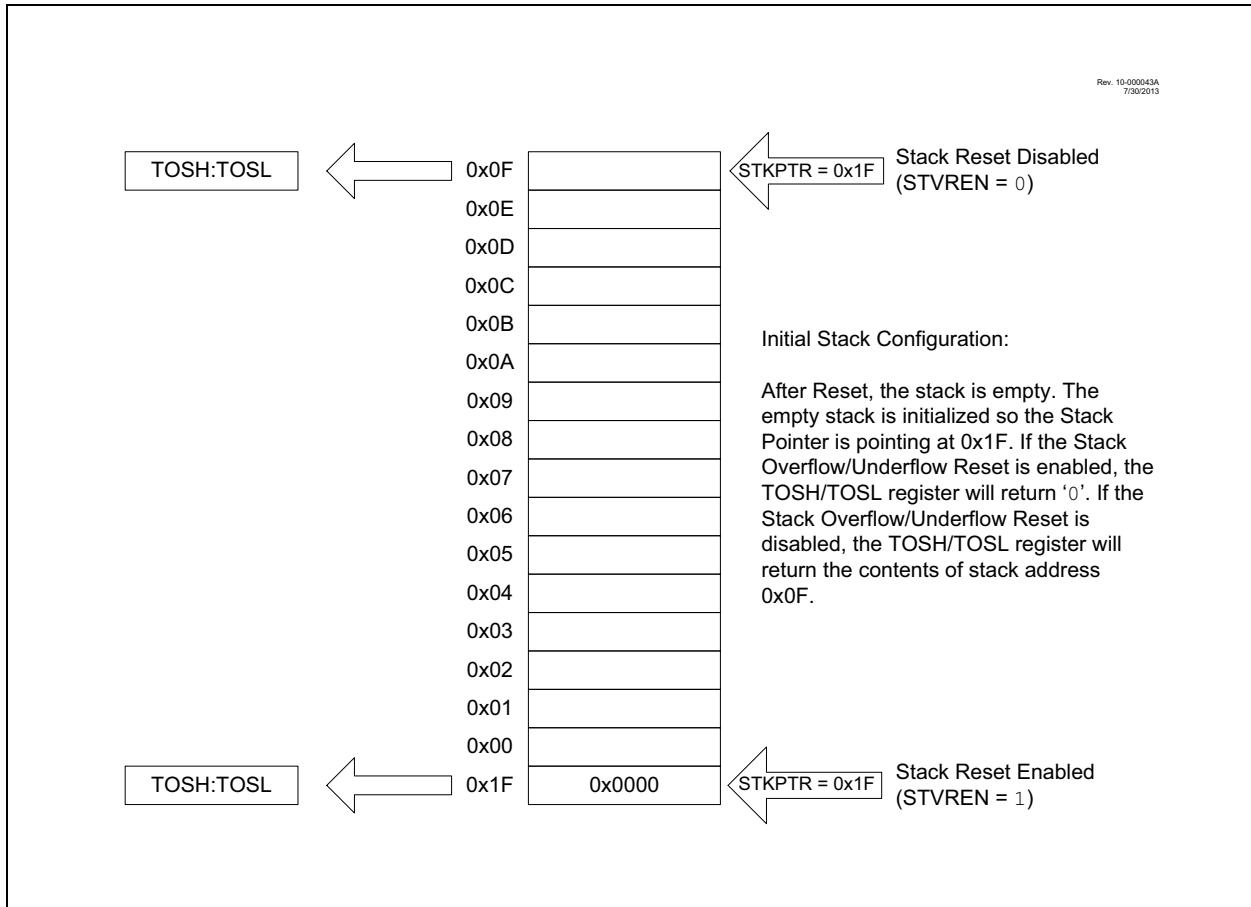 Rev. 10-000043A
7/30/2013
TOSH:TOSL
0x0F
STKPTR = 0x1F
Stack Reset Disabled
(STVREN = 0)
0x0E
0x0D
0x0C
0x0B
0x0A
0x09
0x08
0x07
0x06
0x05
0x04
0x03
0x02
0x01
0x00
Initial Stack Configuration:
After Reset, the stack is empty. The
empty stack is initialized so the Stack
Pointer is pointing at 0x1F. If the Stack
Overflow/Underflow Reset is enabled, the
TOSH/TOSL register will return ‘0’. If the
Stack Overflow/Underflow Reset is
disabled, the TOSH/TOSL register will
return the contents of stack address
0x0F.
TOSH:TOSL
0x1F
0x0000
STKPTR = 0x1F
Stack Reset Enabled
(STVREN = 1)